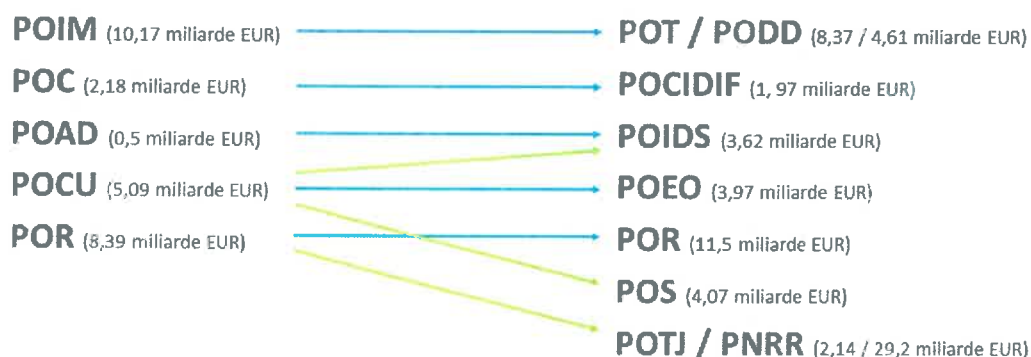 POIM (10,17 miliarde EUR) POT / PODD (8,37 / 4,61 miliarde EUR)
POC (2,18 miliarde EUR) POCIDIF (1, 97 miliarde EUR)
POAD (0,5 miliarde EUR) POIDS (3,62 miliarde EUR)
POCU (5,09 miliarde EUR) POEO (3,97 miliarde EUR)
POR (8,39 miliarde EUR) POR (11,5 miliarde EUR)
POS (4,07 miliarde EUR)
POTJ / PNRR (2,14 / 29,2 miliarde EUR)